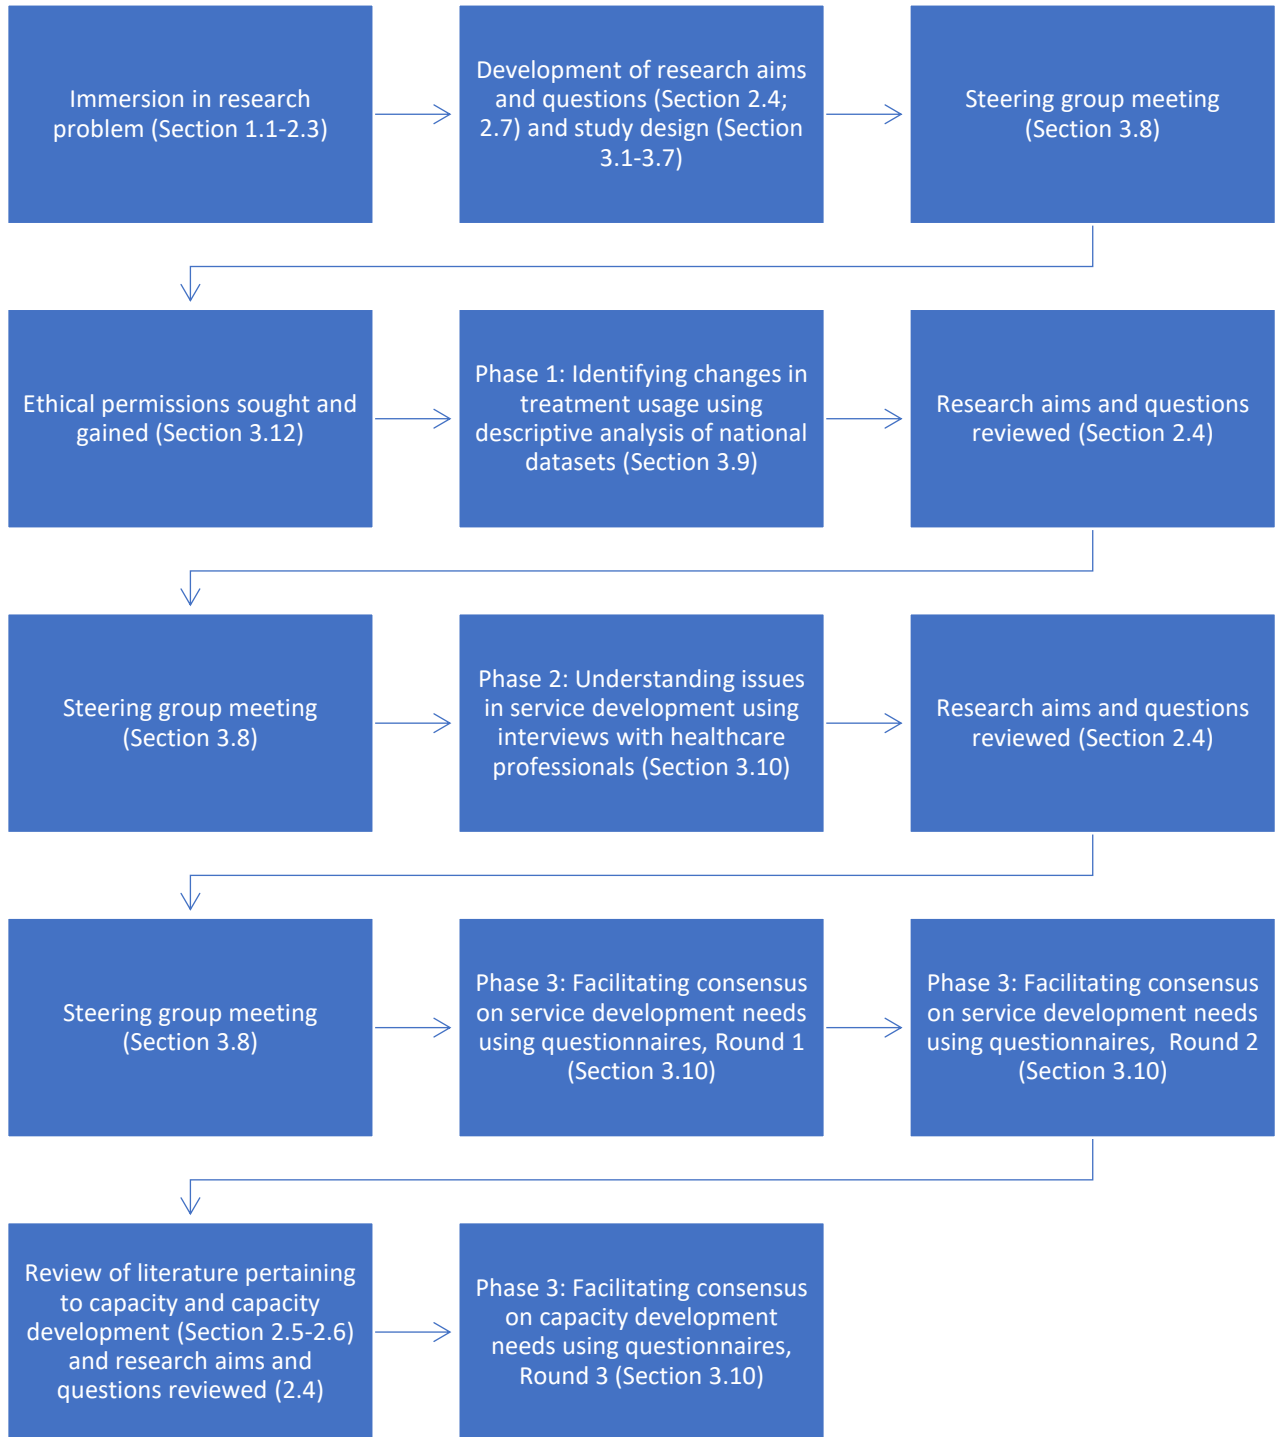 Immersion in research
problem (Section 1.1-2.3)
Development of research aims
and questions (Section 2.4;
2.7) and study design (Section
3.1-3.7)
Steering group meeting
(Section 3.8)
Ethical permissions sought and
gained (Section 3.12)
Phase 1: Identifying changes in
treatment usage using
descriptive analysis of national
datasets (Section 3.9)
Research aims and questions
reviewed (Section 2.4)
Steering group meeting
(Section 3.8)
Phase 2: Understanding issues
in service development using
interviews with healthcare
professionals (Section 3.10)
Research aims and questions
reviewed (Section 2.4)
Steering group meeting
(Section 3.8)
Phase 3: Facilitating consensus
on service development needs
using questionnaires, Round 1
(Section 3.10)
Phase 3: Facilitating consensus
on service development needs
using questionnaires,  Round 2
(Section 3.10)
Review of literature pertaining
to capacity and capacity
development (Section 2.5-2.6)
and research aims and
questions reviewed (2.4)
Phase 3: Facilitating consensus
on capacity development
needs using questionnaires,
Round 3 (Section 3.10)